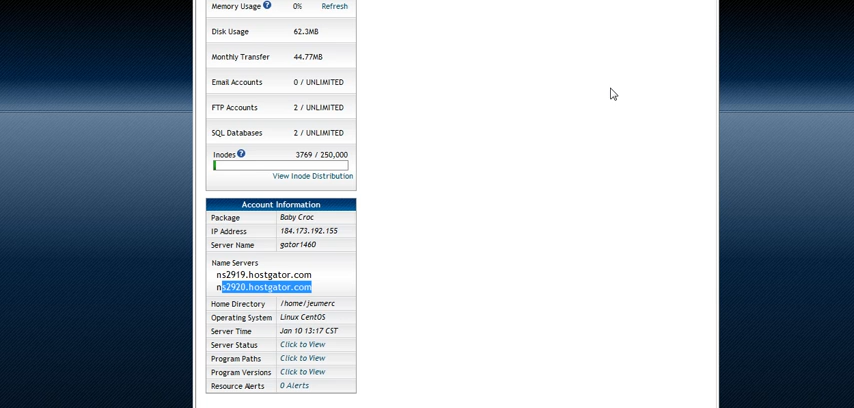 Memory Usage ? 0% Refresh
Disk Usage 62.3MB
Monthly Transfer 44.77MB
Email Accounts 0 / UNLIMITED
FTP Accounts 2 / UNLIMITED
SQL Databases 2 / UNLIMITED
Inodes ? 3769 / 250,000
View Inode Distribution
Account Information
Package Baby Croc
IP Address 184.173.192.155
Server Name gator1460
Name Servers
ns2919.hostgator.com
ns2920.hostgator.com
Home Directory /home/jeumerc
Operating System Linux CentOS
Server Time Jan 10 13:17 CST
Server Status Click to View
Program Paths Click to View
Program Versions Click to View
Resource Alerts 0 Alerts